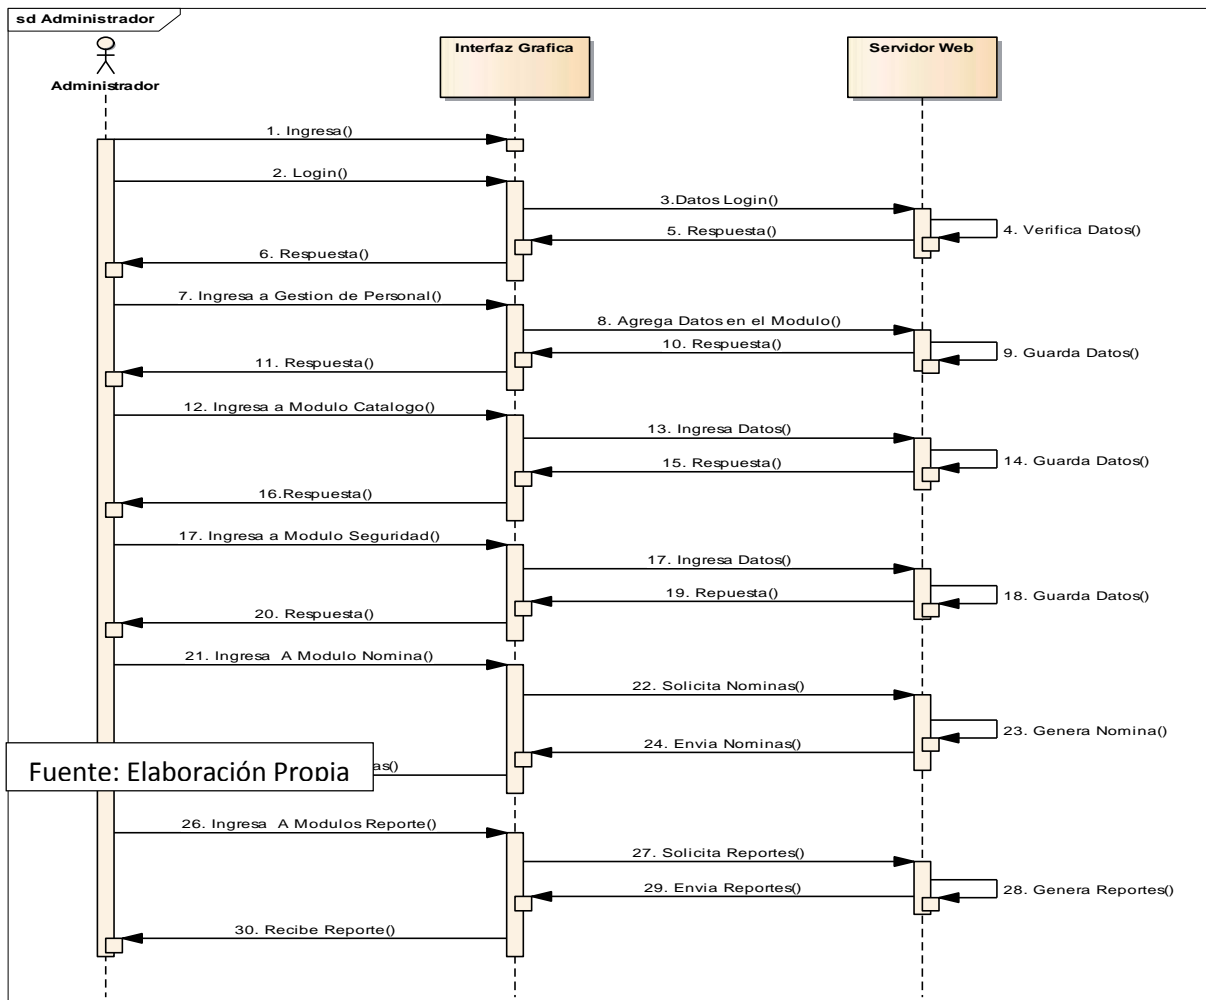 sd Administrador
Administrador
Interfaz Grafica
Servidor Web
1. Ingresa()
2. Login()
3.Datos Login()
4. Verifica Datos()
5. Respuesta()
6. Respuesta()
7. Ingresa a Gestion de Personal()
8. Agrega Datos en el Modulo()
9. Guarda Datos()
10. Respuesta()
11. Respuesta()
12. Ingresa a Modulo Catalogo()
13. Ingresa Datos()
14. Guarda Datos()
15. Respuesta()
16.Respuesta()
17. Ingresa a Modulo Seguridad()
17. Ingresa Datos()
18. Guarda Datos()
19. Repuesta()
20. Respuesta()
21. Ingresa A Modulo Nomina()
22. Solicita Nominas()
23. Genera Nomina()
24. Envia Nominas()
Fuente: Elaboración Propia
as()
26. Ingresa A Modulos Reporte()
27. Solicita Reportes()
28. Genera Reportes()
29. Envia Reportes()
30. Recibe Reporte()